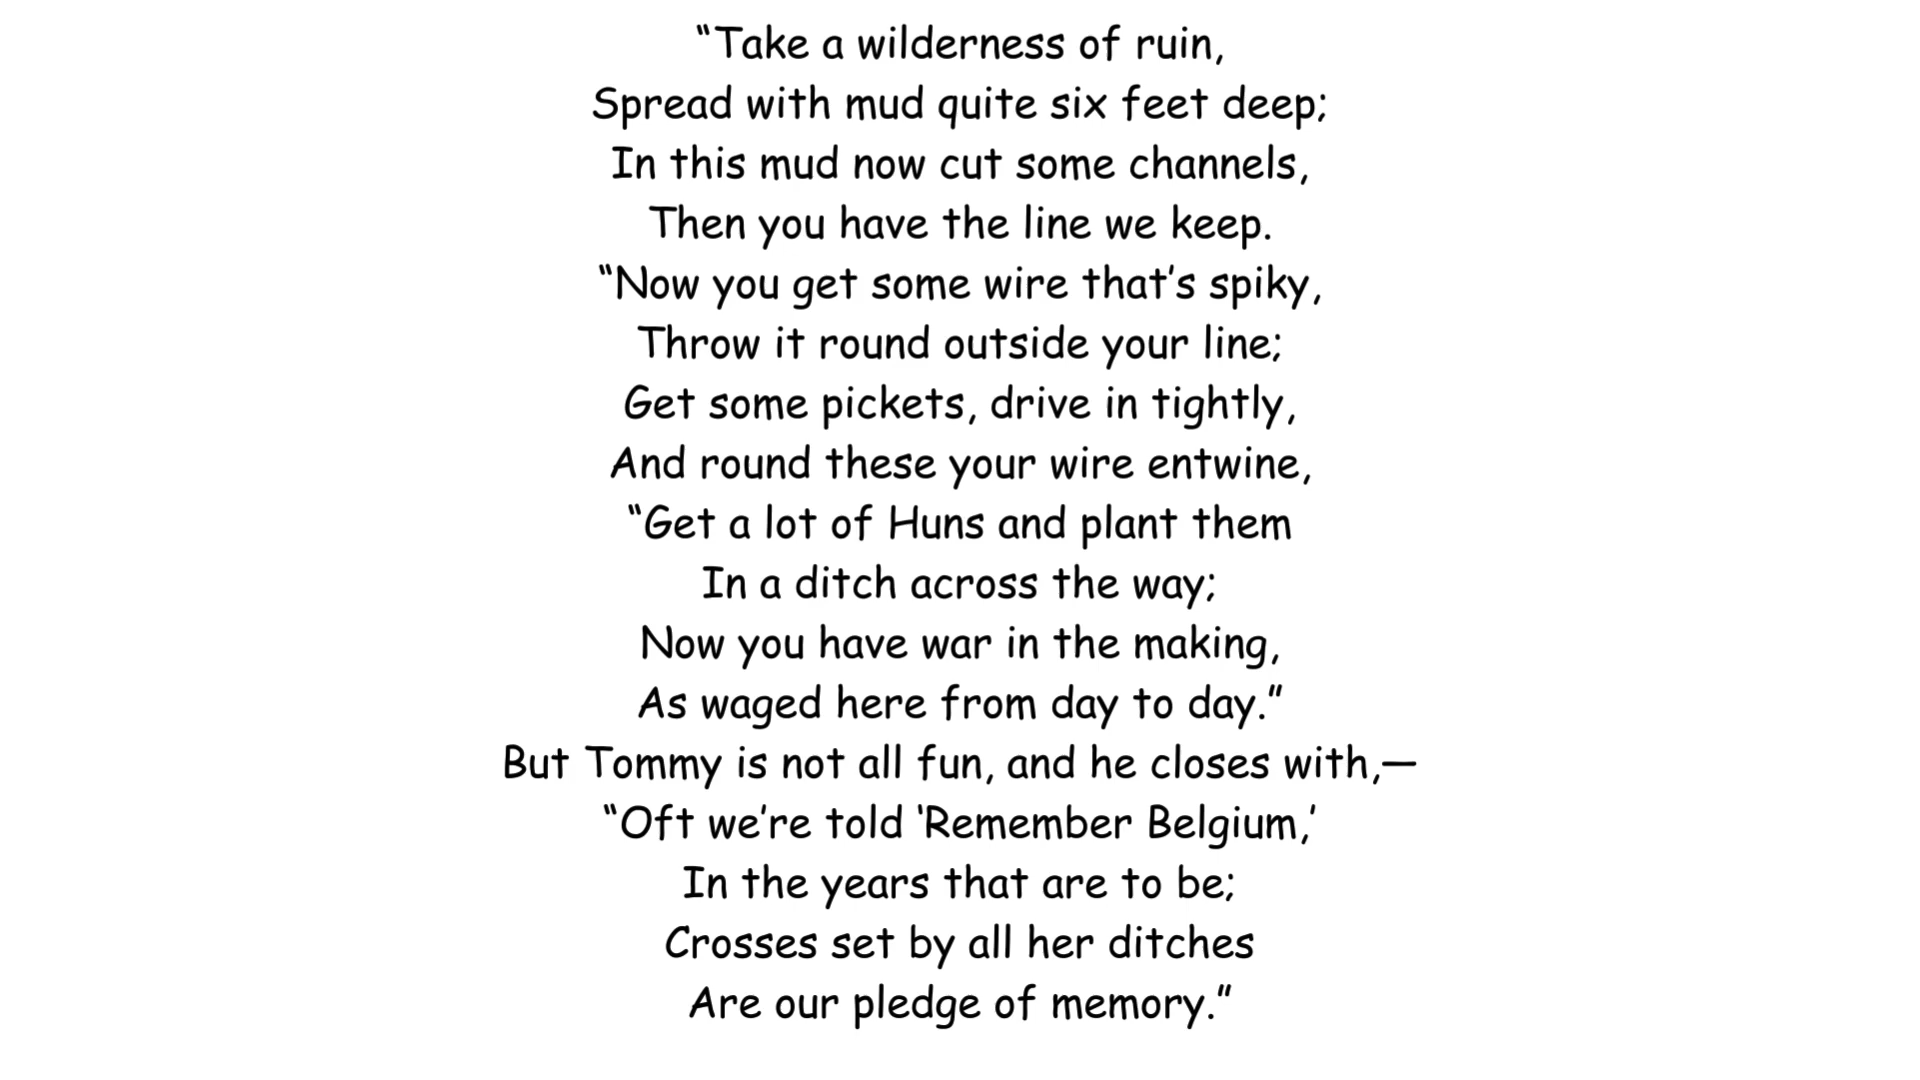 “Take a wilderness of ruin,
Spread with mud quite six feet deep;
In this mud now cut some channels,
Then you have the line we keep.
“Now you get some wire that’s spiky,
Throw it round outside your line;
Get some pickets, drive in tightly,
And round these your wire entwine,
“Get a lot of Huns and plant them
In a ditch across the way;
Now you have war in the making,
As waged here from day to day.”
But Tommy is not all fun, and he closes with,—
“Oft we’re told ‘Remember Belgium,’
In the years that are to be;
Crosses set by all her ditches
Are our pledge of memory.”